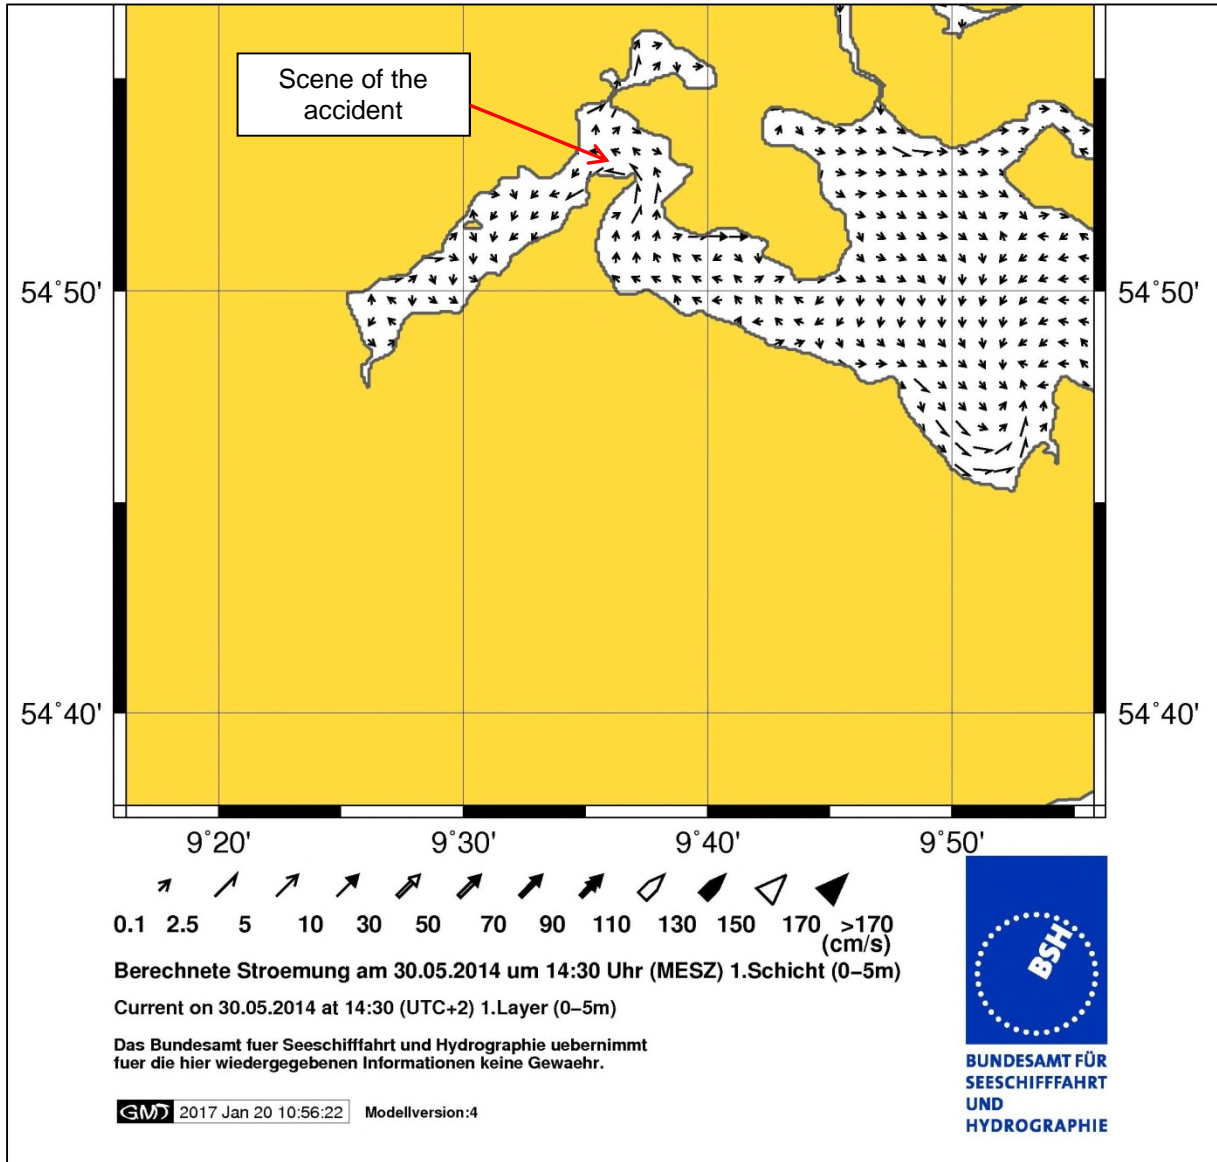 Scene of the
accident
54°50'
54°50'
54°40'
54°40'
9°20'
9°30'
9°40'
9°50'
0.1 2.5 5 10 30 50 70 90 110 130 150 170 >170
(cm/s)
Berechnete Stroemung am 30.05.2014 um 14:30 Uhr (MESZ) 1.Schicht (0–5m)
Current on 30.05.2014 at 14:30 (UTC+2) 1.Layer (0–5m)
Das Bundesamt fuer Seeschifffahrt und Hydrographie uebernimmt
fuer die hier wiedergegebenen Informationen keine Gewaehr.
GMT 2017 Jan 20 10:56:22 Modellversion:4
BSH
BUNDESAMT FÜR
SEESCHIFFFAHRT
UND
HYDROGRAPHIE